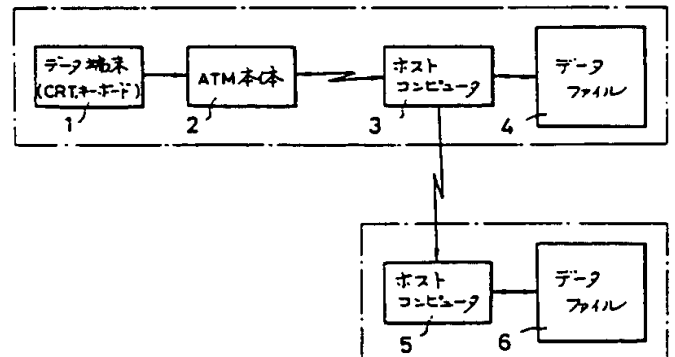 データ端末
(CRT,キーボード)
1
ATM本体
2
ホスト
コンピュータ
3
データ
ファイル
4
ホスト
コンピュータ
5
データ
ファイル
6